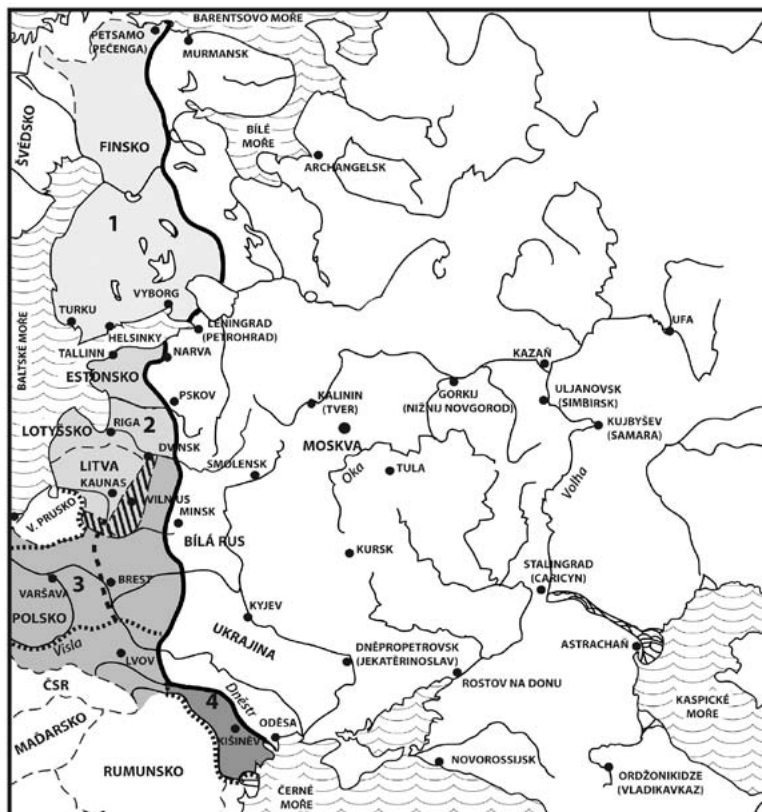 BARENTSOVO MOŘE
PETSAMO
(PEČENGA)
MURMANSK
ŠVÉDSKO
FINSKO
BÍLÉ
MOŘE
ARCHANGELSK
1
VYBORG
TURKU
HELSINKY
LENINGRAD
(PETROHRAD)
UFA
BALTSKÉ MOŘE
TALLINN
NARVA
ESTONSKO
KAZAŇ
PSKOV
KALININ
(TVER)
GORKIJ
(NIŽNIJ NOVGOROD)
ULJANOVSK
(SIMBIRSK)
LOTYŠSKO
RIGA
2
MOSKVA
KUJBYŠEV
(SAMARA)
DVINSK
LITVA
KAUNAS
SMOLENSK
Oka
TULA
Volha
VILNIUS
V. PRUSKO
MINSK
BÍLÁ RUS
KURSK
STALINGRAD
(CARICYN)
3
BREST
VARŠAVA
POLSKO
KYJEV
Visla
UKRAJINA
ASTRACHAŇ
LVOV
DNĚPROPETROVSK
(JEKATĚRINOSLAV)
ROSTOV NA DONU
ČSR
Dněstr
4
KASPICKÉ
MOŘE
MAĎARSKO
KIŠINĚV
ODĚSA
NOVOROSSIJSK
RUMUNSKO
ČERNÉ
MOŘE
ORDŽONIKIDZE
(VLADIKAVKAZ)